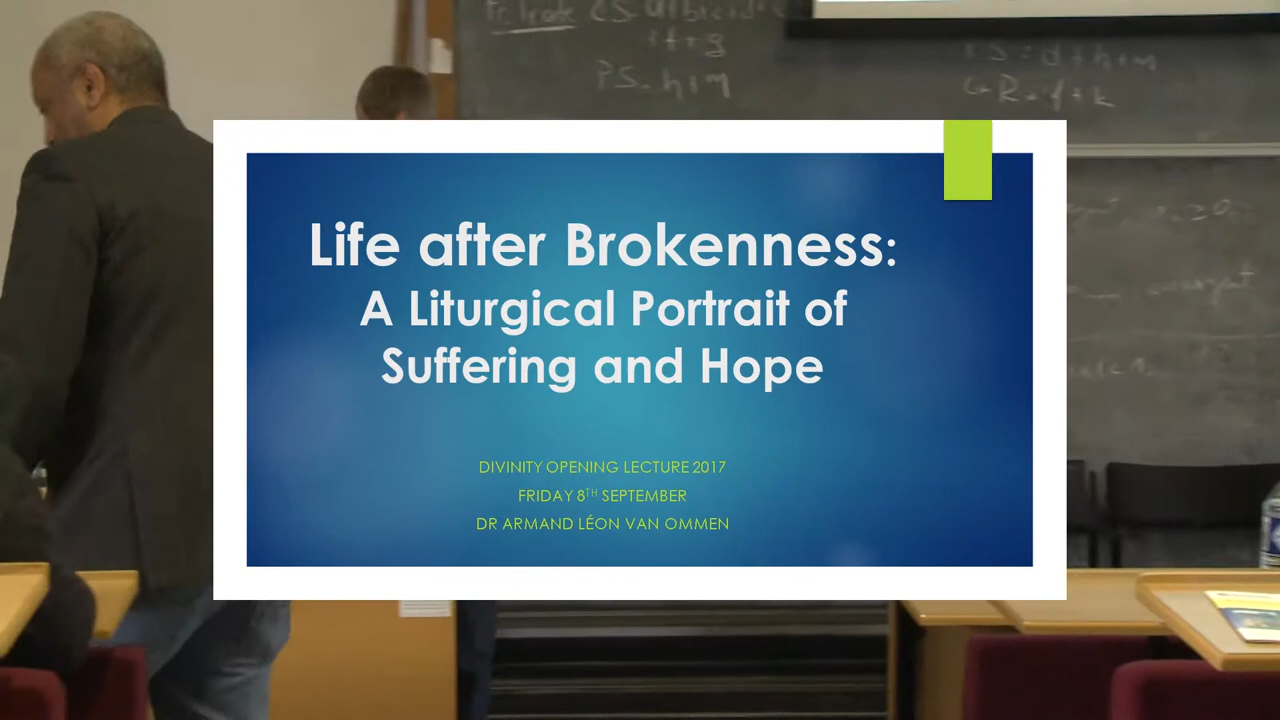 P.S = h + m
Life after Brokenness:
A Liturgical Portrait of
Suffering and Hope
DIVINITY OPENING LECTURE 2017
FRIDAY 8TH SEPTEMBER
DR ARMAND LÉON VAN OMMEN